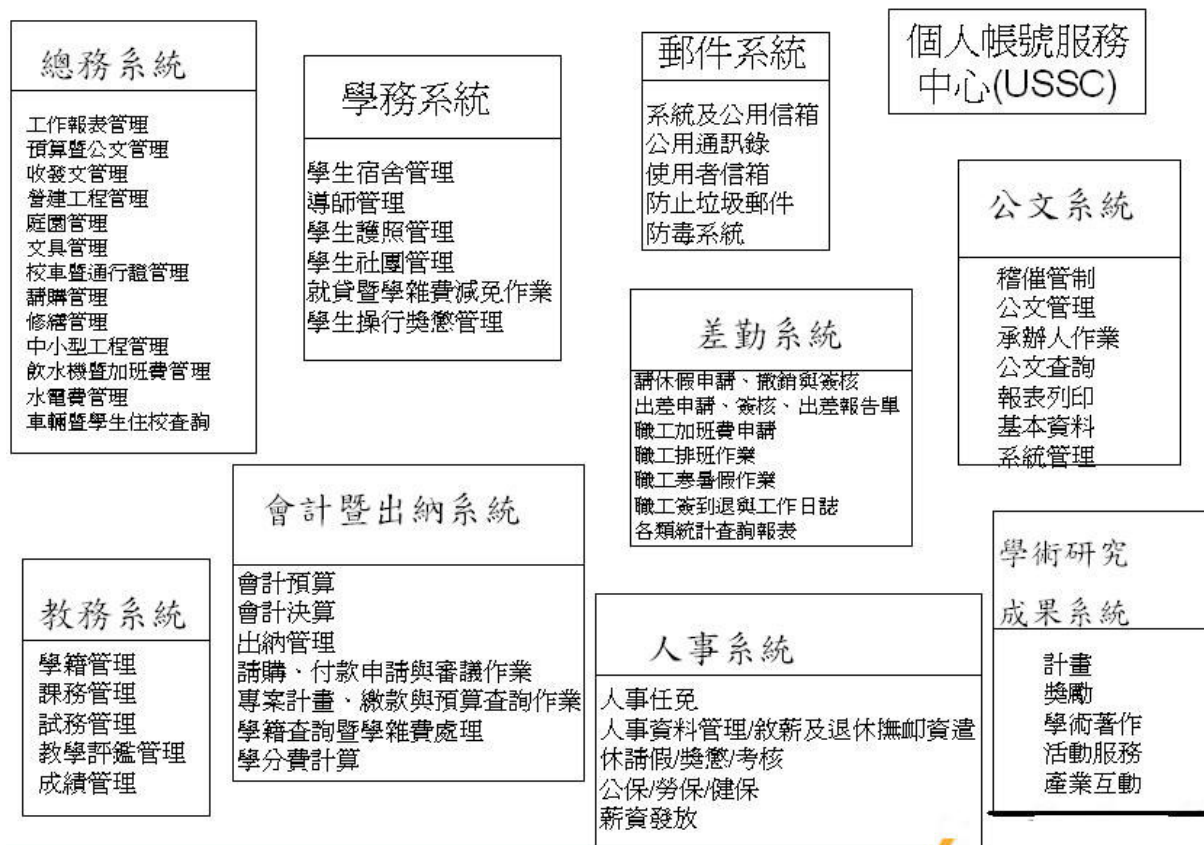 總務系統
工作報表管理
預算暨公文管理
收發文管理
營建工程管理
庭園管理
文具管理
校車暨通行證管理
請購管理
修繕管理
中小型工程管理
飲水機暨加班費管理
水電費管理
車輛暨學生住校查詢
學務系統
學生宿舍管理
導師管理
學生護照管理
學生社團管理
就貸暨學雜費減免作業
學生操行獎懲管理
郵件系統
系統及公用信箱
公用通訊錄
使用者信箱
防止垃圾郵件
防毒系統
個人帳號服務
中心(USSC)
公文系統
稽催管制
公文管理
承辦人作業
公文查詢
報表列印
基本資料
系統管理
差勤系統
請休假申請、撤銷與簽核
出差申請、簽核、出差報告單
職工加班費申請
職工排班作業
職工寒暑假作業
職工簽到退與工作日誌
各類統計查詢報表
會計暨出納系統
會計預算
會計決算
出納管理
請購、付款申請與審議作業
專案計畫、繳款與預算查詢作業
學籍查詢暨學雜費處理
學分費計算
教務系統
學籍管理
課務管理
試務管理
教學評鑑管理
成績管理
人事系統
人事任免
人事資料管理/敘薪及退休撫卹資遣
休請假/獎懲/考核
公保/勞保/健保
薪資發放
學術研究
成果系統
計畫
獎勵
學術著作
活動服務
產業互動